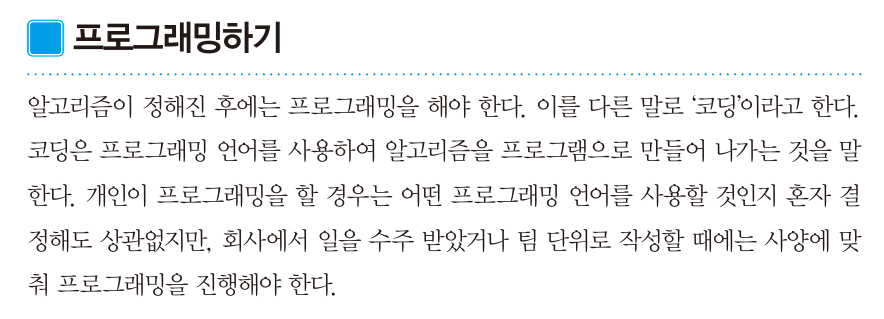 프로그래밍하기
알고리즘이 정해진 후에는 프로그래밍을 해야 한다. 이를 다른 말로 ‘코딩’이라고 한다.
코딩은 프로그래밍 언어를 사용하여 알고리즘을 프로그램으로 만들어 나가는 것을 말
한다. 개인이 프로그래밍을 할 경우는 어떤 프로그래밍 언어를 사용할 것인지 혼자 결
정해도 상관없지만, 회사에서 일을 수주 받았거나 팀 단위로 작성할 때에는 사양에 맞
춰 프로그래밍을 진행해야 한다.